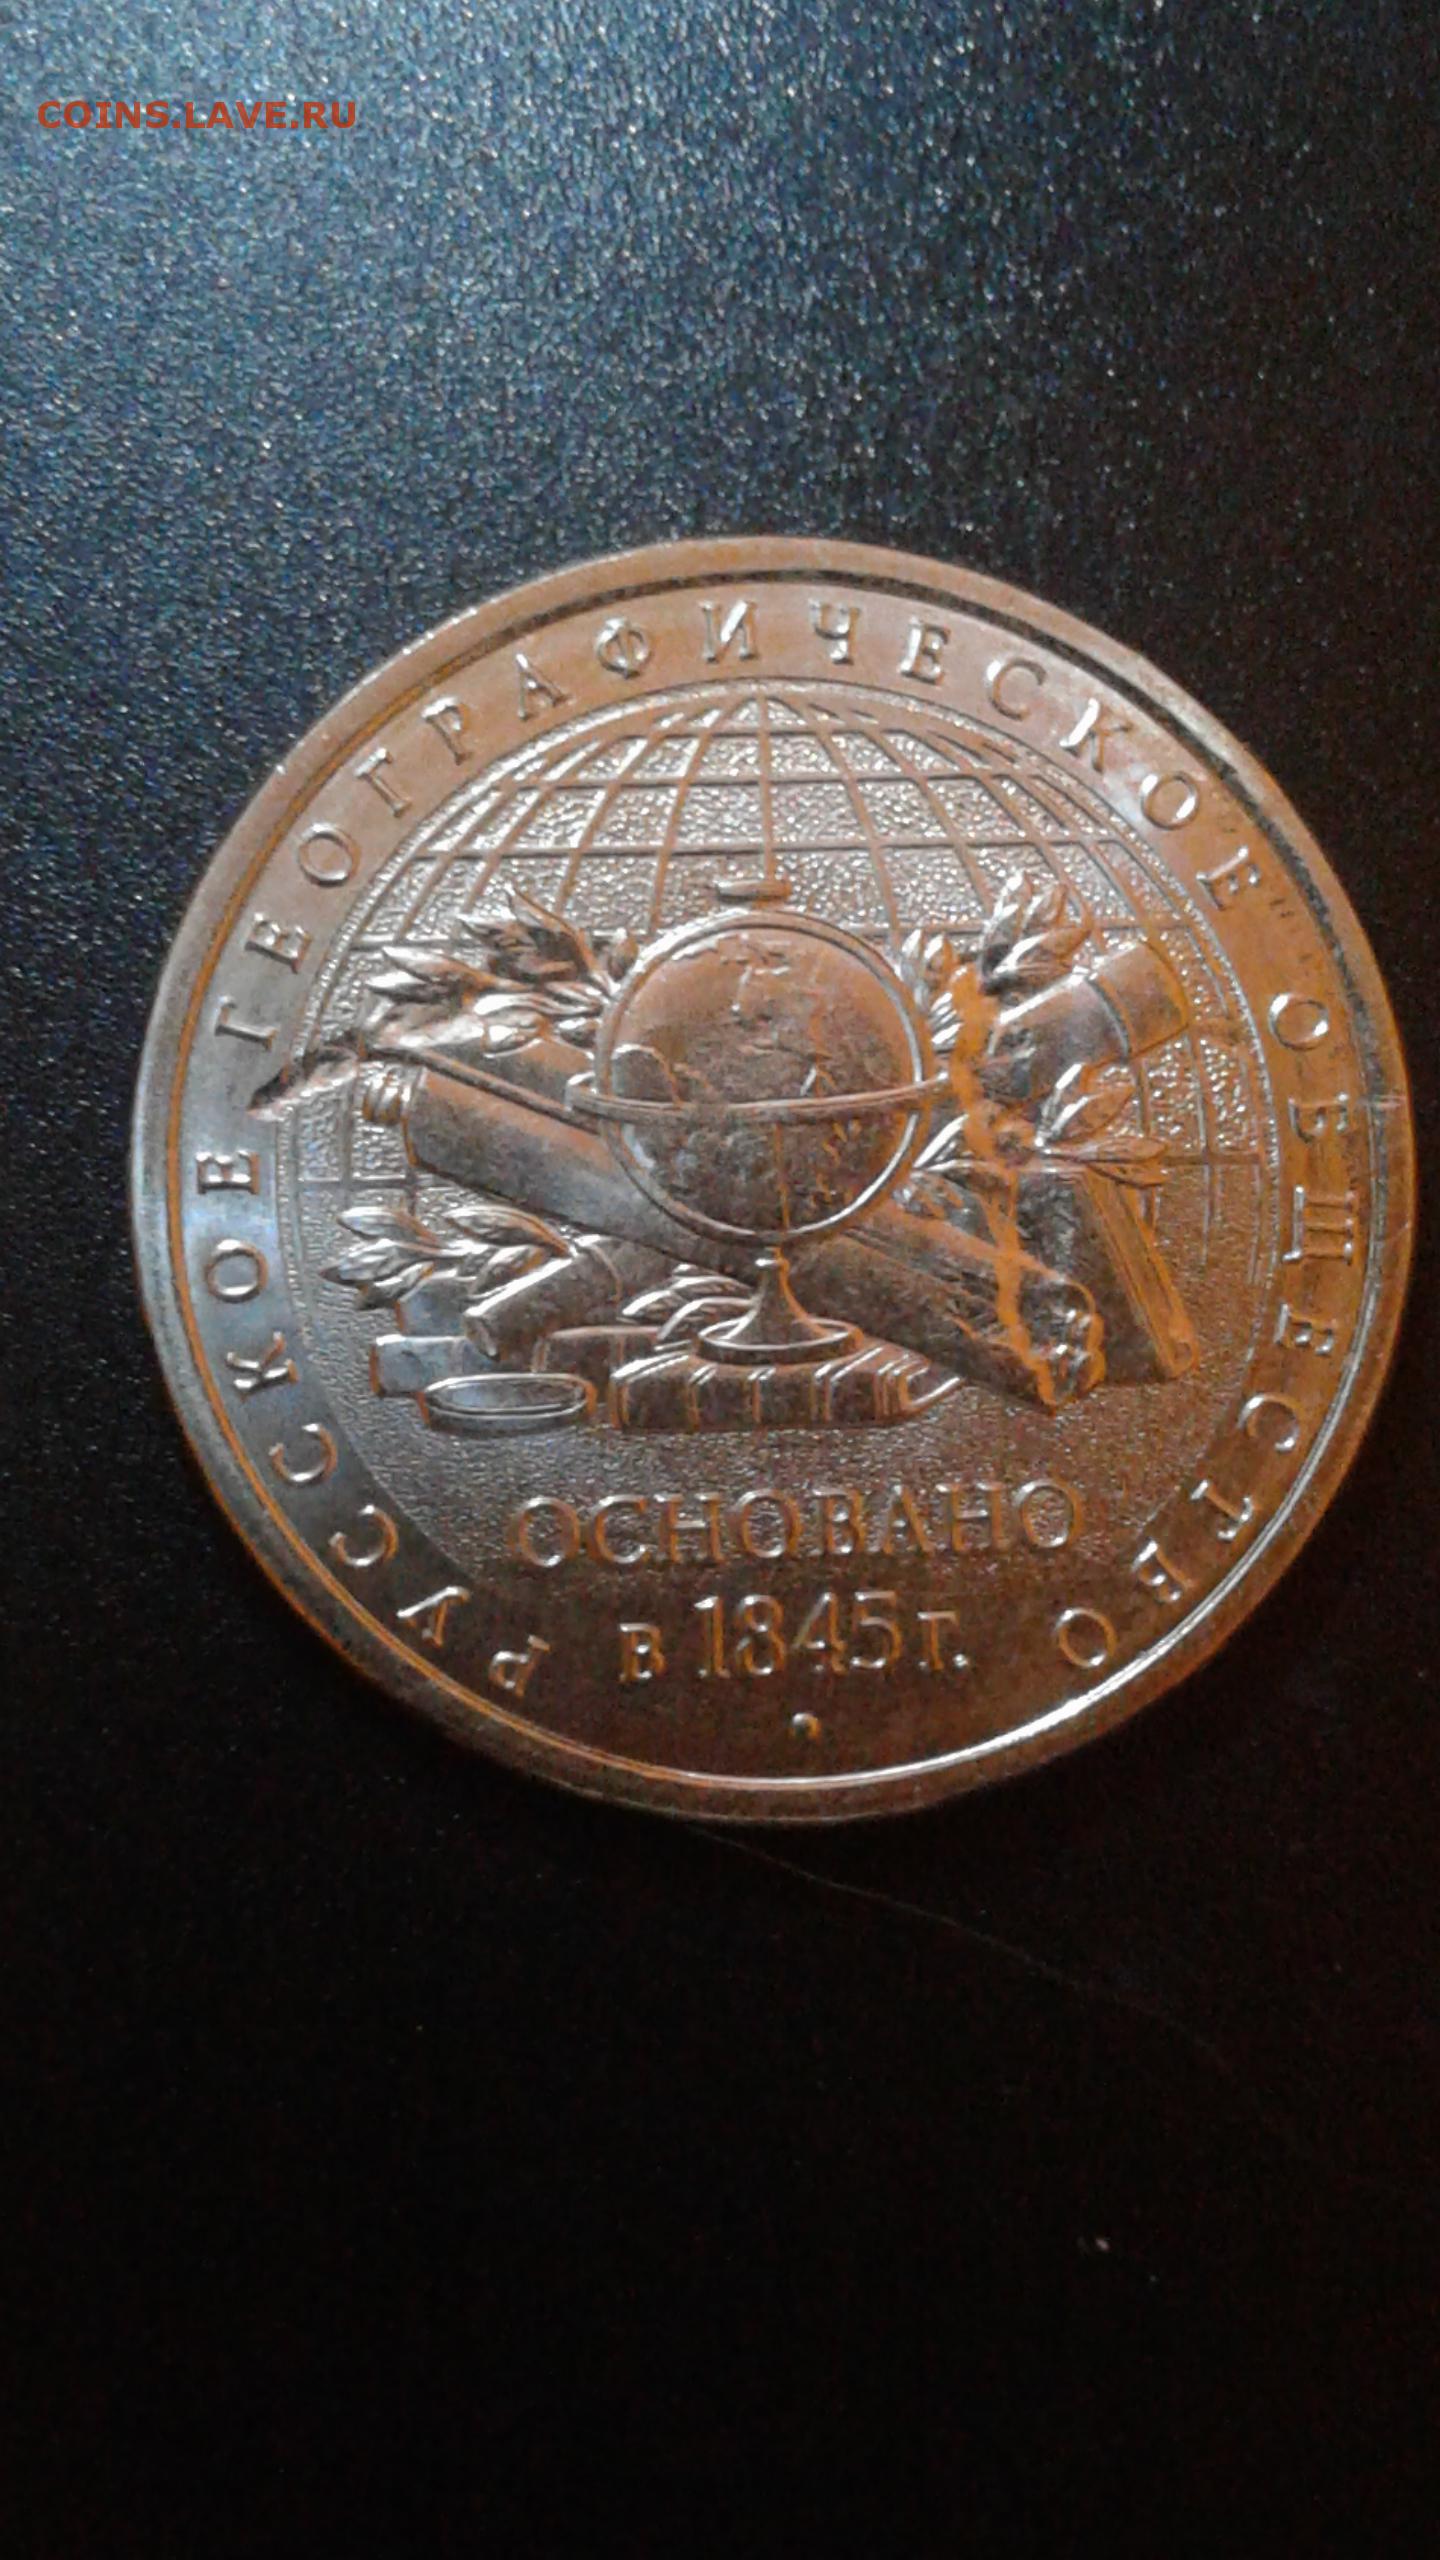 COINS.LAVE.RU
РУССКОЕ ГЕОГРАФИЧЕСКОЕ ОБЩЕСТВО
ОСНОВАНО
в 1845 г.